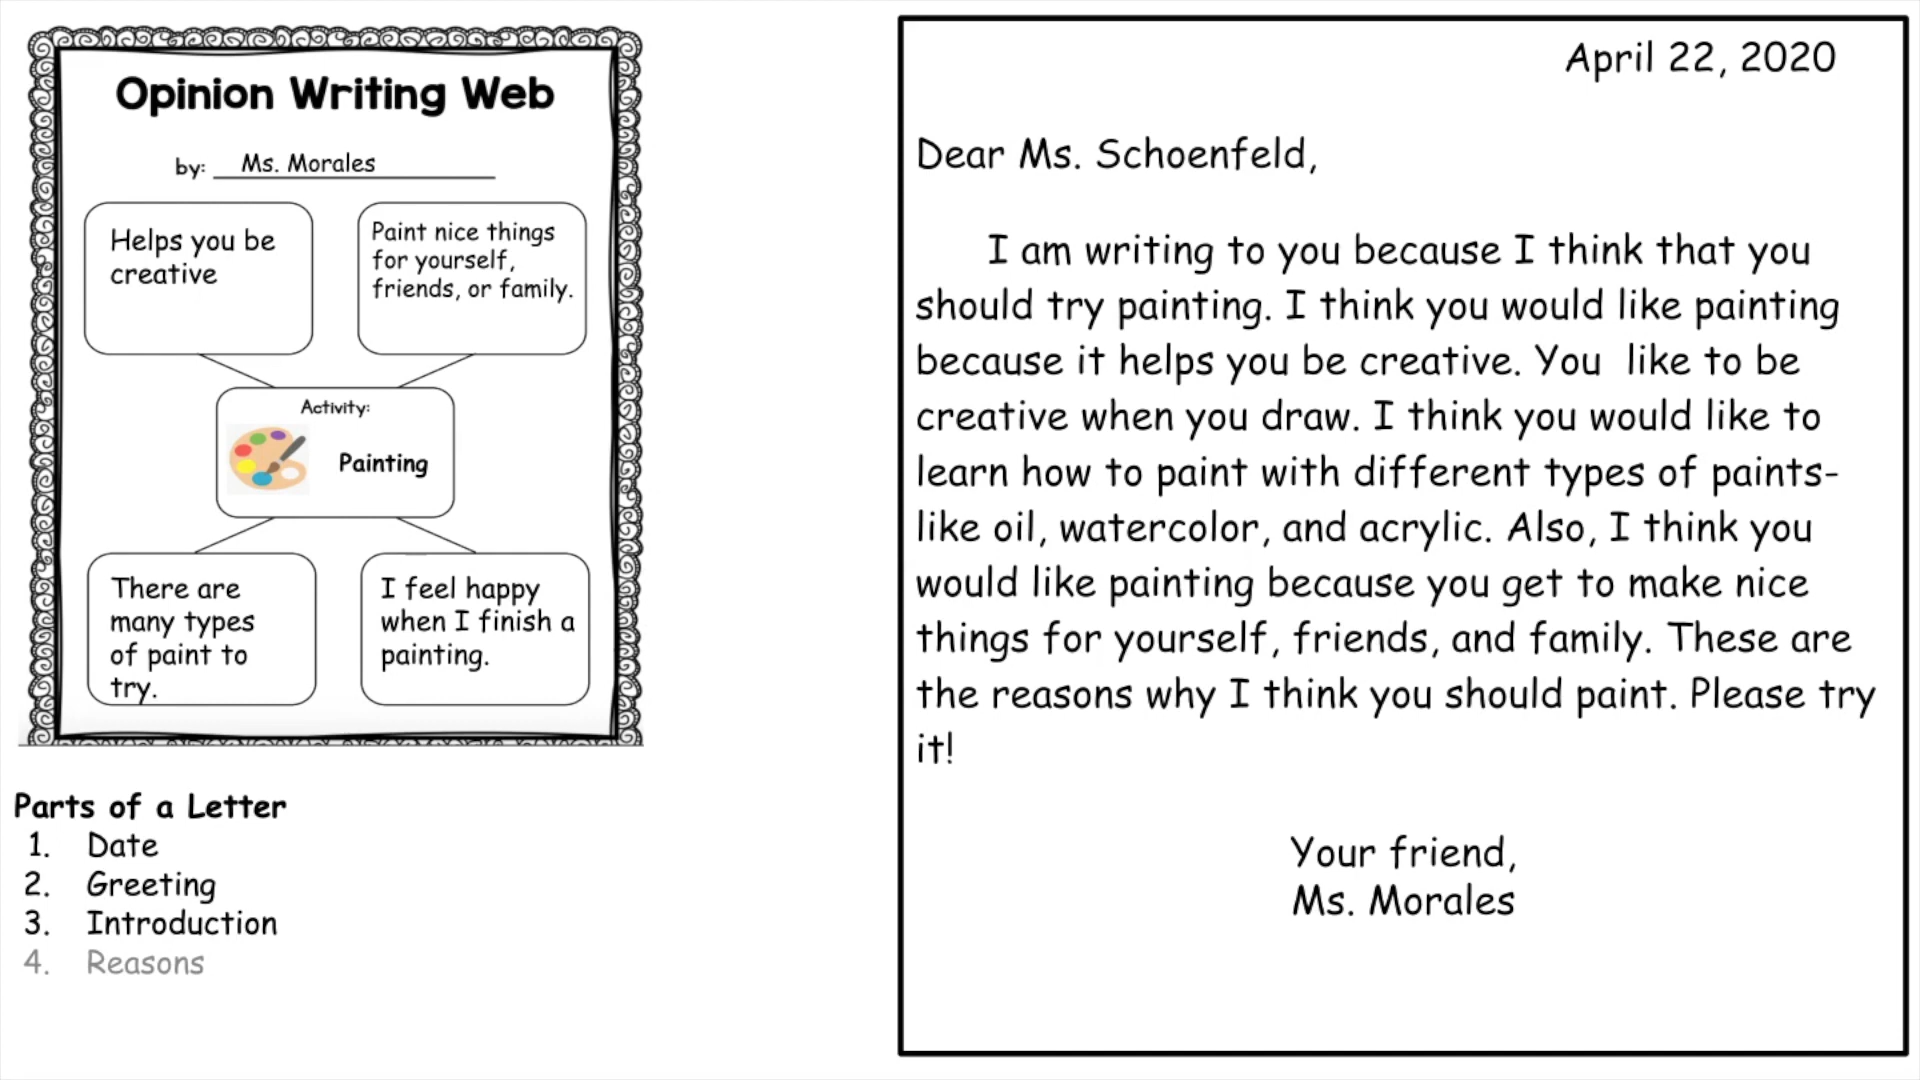 Opinion Writing Web
by: Ms. Morales
Helps you be
creative
Paint nice things
for yourself,
friends, or family.
Activity:
Painting
There are
many types
of paint to
try.
I feel happy
when I finish a
painting.
Parts of a Letter
1. Date
2. Greeting
3. Introduction
4. Reasons
April 22, 2020
Dear Ms. Schoenfeld,
I am writing to you because I think that you
should try painting. I think you would like painting
because it helps you be creative. You  like to be
creative when you draw. I think you would like to
learn how to paint with different types of paints-
like oil, watercolor, and acrylic. Also, I think you
would like painting because you get to make nice
things for yourself, friends, and family. These are
the reasons why I think you should paint. Please try
it!
Your friend,
Ms. Morales